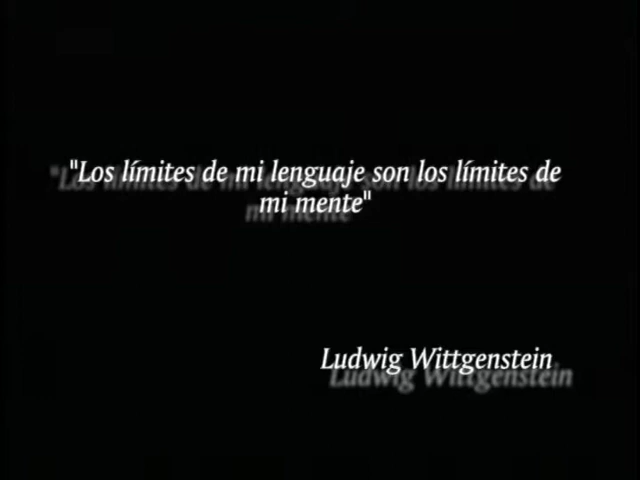 "Los límites de mi lenguaje son los límites de
mi mente"
Ludwig Wittgenstein